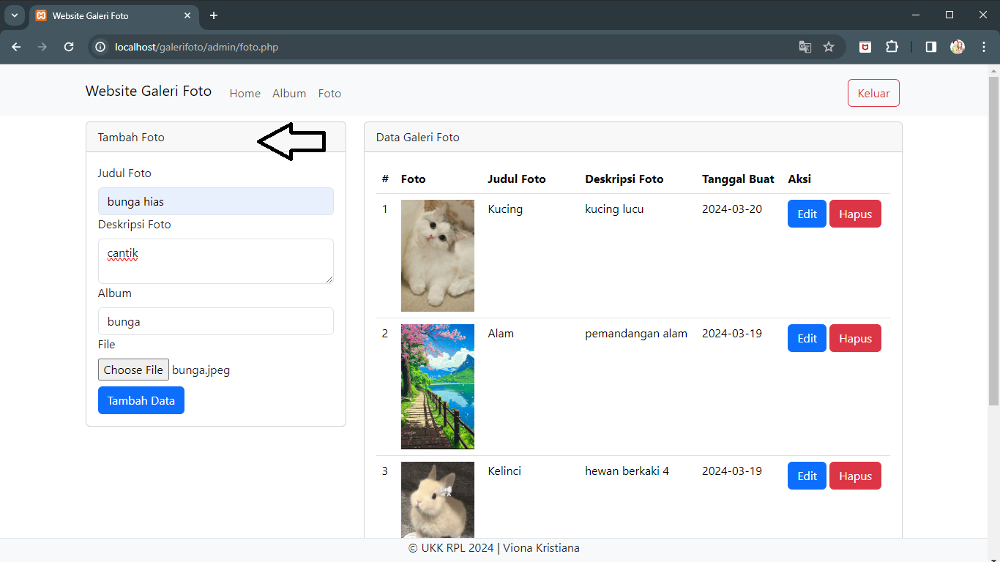 Website Galeri Foto
localhost/galerifoto/admin/foto.php
Website Galeri Foto Home Album Foto Keluar
Tambah Foto
Judul Foto
bunga hias
Deskripsi Foto
cantik
Album
bunga
File
Choose File bunga.jpeg
Tambah Data
Data Galeri Foto
# Foto Judul Foto Deskripsi Foto Tanggal Buat Aksi
1 Kucing kucing lucu 2024-03-20 Edit Hapus
2 Alam pemandangan alam 2024-03-19 Edit Hapus
3 Kelinci hewan berkaki 4 2024-03-19 Edit Hapus
© UKK RPL 2024 | Viona Kristiana